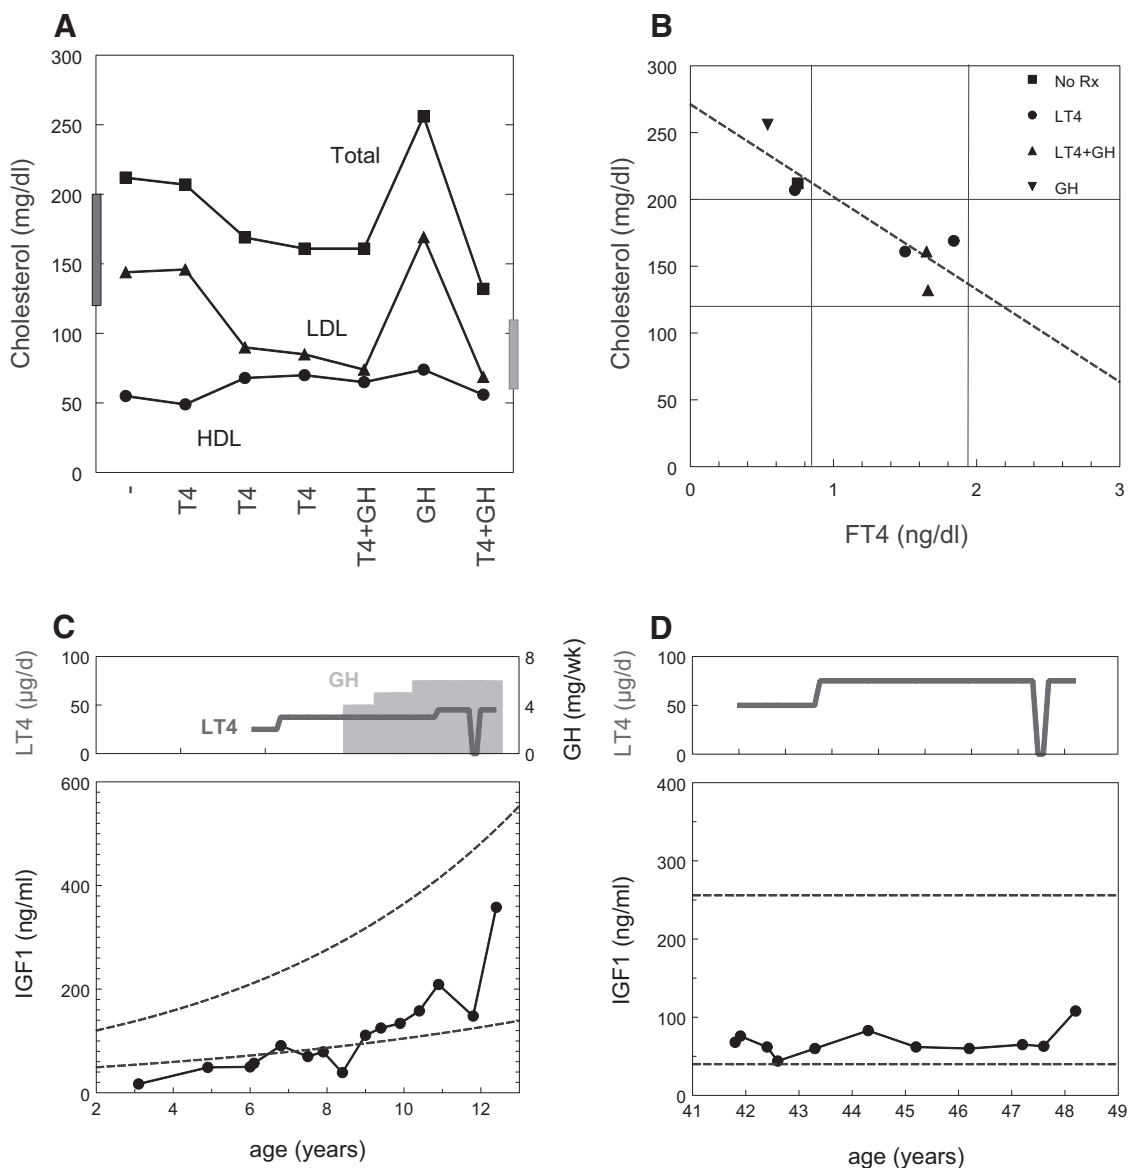 A
300
250
200
150
100
50
0
Cholesterol (mg/dl)
Total
LDL
HDL
-
T4
T4
T4
T4+GH
GH
T4+GH
B
300
250
200
150
100
50
0
Cholesterol (mg/dl)
No Rx
LT4
LT4+GH
GH
0
1
2
3
FT4 (ng/dl)
C
100
50
0
LT4 (µg/d)
GH
LT4
8
4
0
GH (mg/wk)
600
400
200
0
IGF1 (ng/ml)
2
4
6
8
10
12
age (years)
D
100
50
0
LT4 (µg/d)
400
300
200
100
0
IGF1 (ng/ml)
41
42
43
44
45
46
47
48
49
age (years)